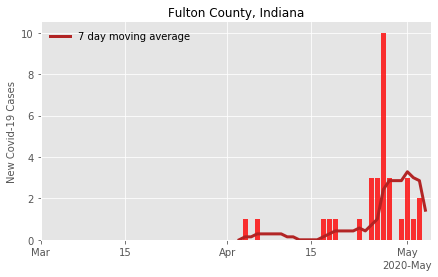 Fulton County, Indiana
7 day moving average
New Covid-19 Cases
10
8
6
4
2
0
Mar
15
Apr
15
May
2020-May